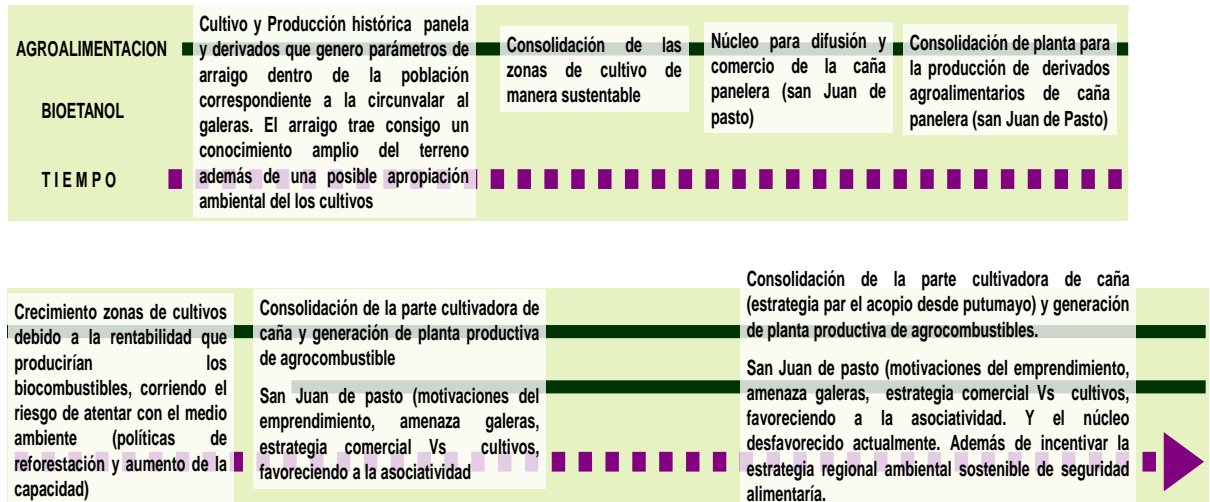 AGROALIMENTACION
BIOETANOL
T I E M P O
Cultivo y Producción histórica panela
y derivados que genero parámetros de
arraigo dentro de la población
correspondiente a la circunvalar al
galeras. El arraigo trae consigo un
conocimiento amplio del terreno
además de una posible apropiación
ambiental del los cultivos
Consolidación de las
zonas de cultivo de
manera sustentable
Núcleo para difusión y
comercio de la caña
panelera (san Juan de
pasto)
Consolidación de planta para
la producción de derivados
agroalimentarios de caña
panelera (san Juan de Pasto)
Crecimiento zonas de cultivos
debido a la rentabilidad que
producirían los
biocombustibles, corriendo el
riesgo de atentar con el medio
ambiente (políticas de
reforestación y aumento de la
capacidad)
Consolidación de la parte cultivadora de
caña y generación de planta productiva
de agrocombustible
San Juan de pasto (motivaciones del
emprendimiento, amenaza galeras,
estrategia comercial Vs cultivos,
favoreciendo a la asociatividad
Consolidación de la parte cultivadora de caña
(estrategia par el acopio desde putumayo) y generación
de planta productiva de agrocombustibles.
San Juan de pasto (motivaciones del emprendimiento,
amenaza galeras, estrategia comercial Vs cultivos,
favoreciendo a la asociatividad. Y el núcleo
desfavorecido actualmente. Además de incentivar la
estrategia regional ambiental sostenible de seguridad
alimentaría.